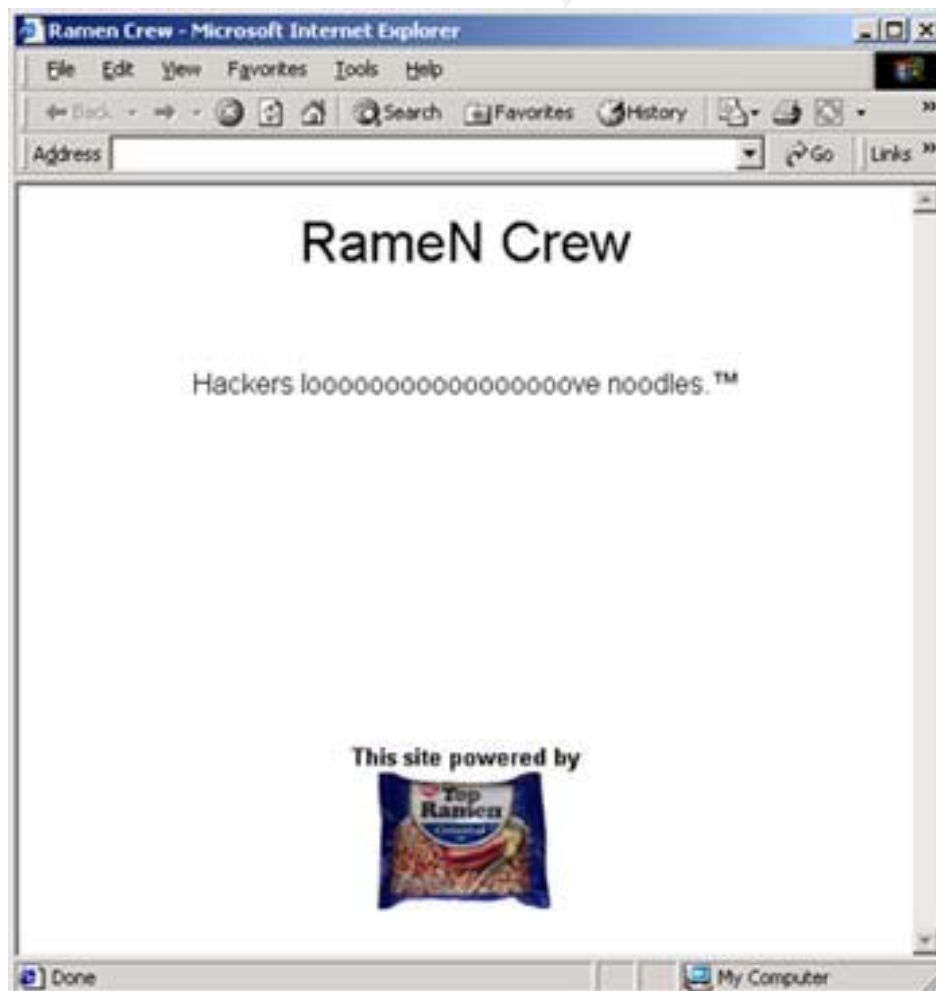 Ramen Crew - Microsoft Internet Explorer
File Edit View Favorites Tools Help
Back Search Favorites History
Address Go Links
RameN Crew
Hackers looooooooooooooooove noodles.™
This site powered by
Top
Ramen
Oriental
Done My Computer